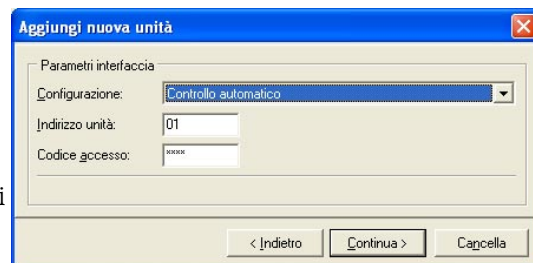 Aggiungi nuova unità
Parametri interfaccia
Configurazione: Controllo automatico
Indirizzo unità: 01
Codice accesso: ****
i
< Indietro Continua > Cancella